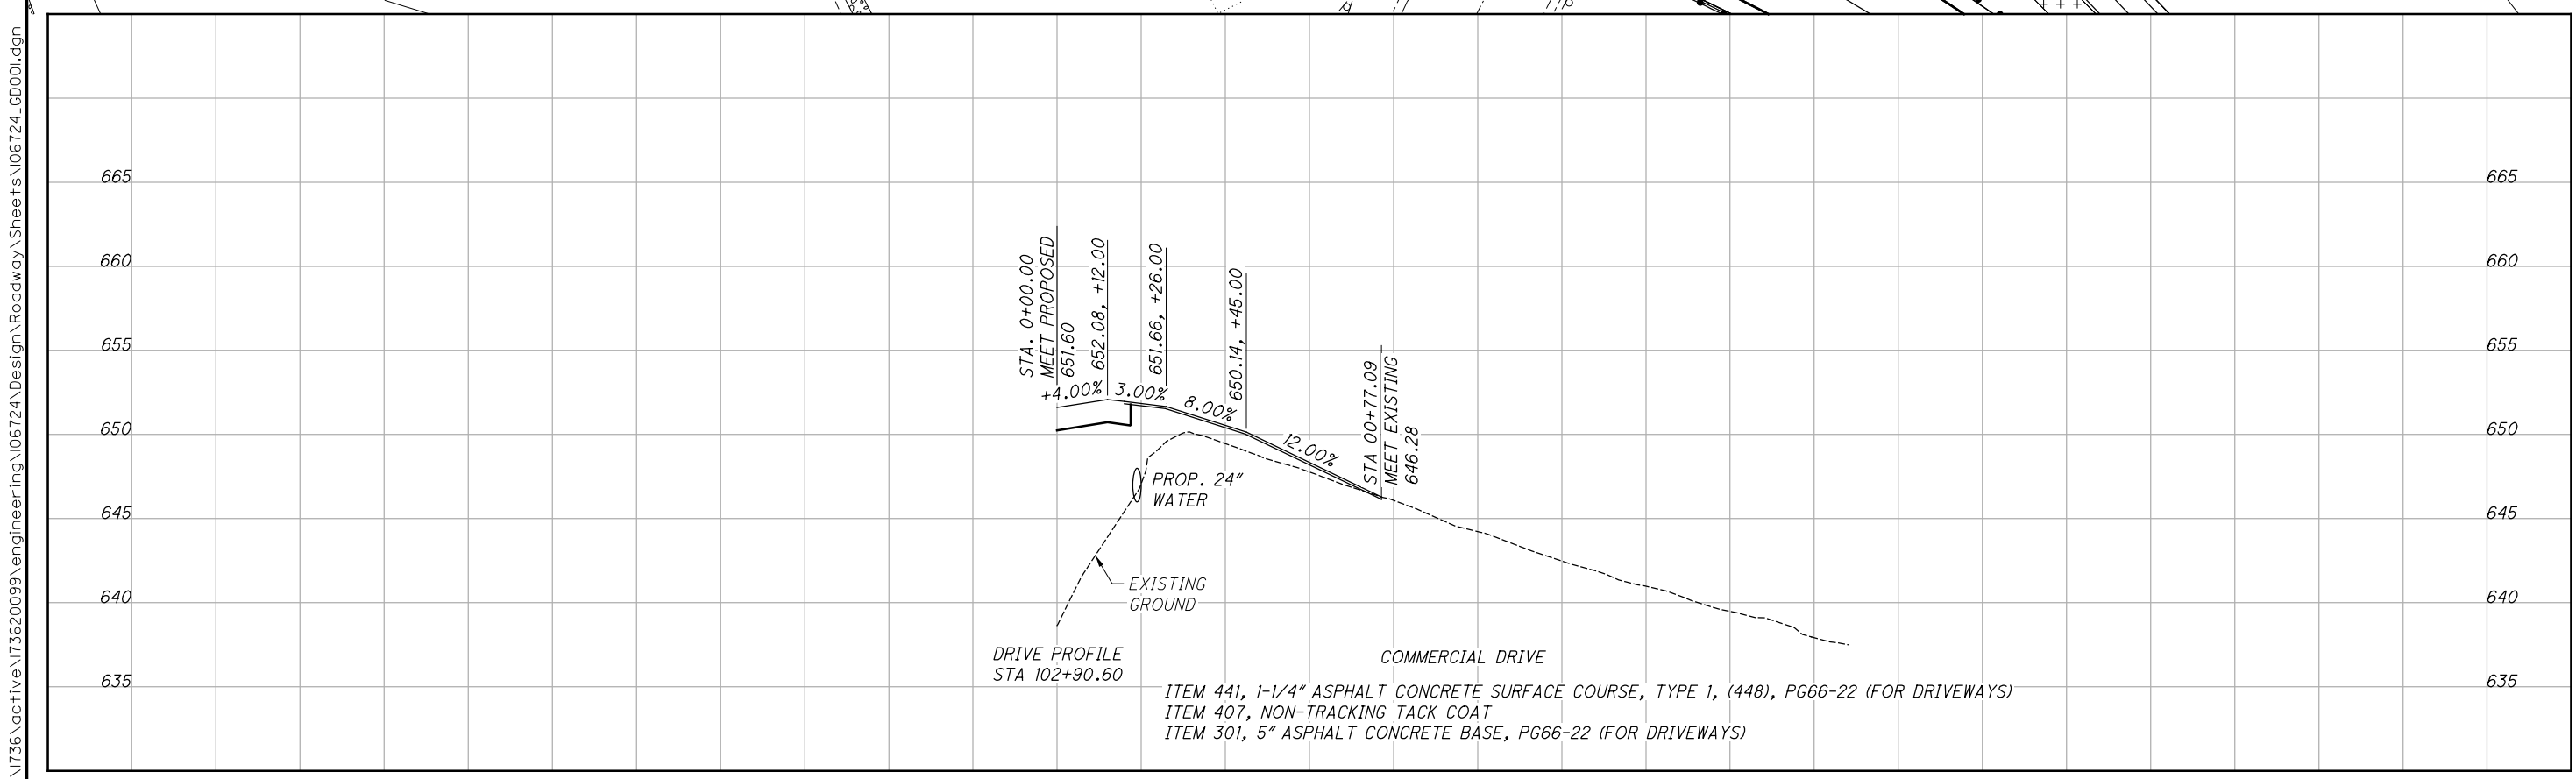 \1736\active\173620099\engineering\106724\Design\Roadway\Sheets\106724_GD001.dgn
665
665
660
660
655
655
650
650
645
645
640
640
635
635
STA. 0+00.00
MEET PROPOSED
651.60
652.08, +12.00
651.66, +26.00
650.14, +45.00
STA 00+77.09
MEET EXISTING
646.28
+4.00%
3.00%
8.00%
12.00%
PROP. 24"
WATER
EXISTING
GROUND
DRIVE PROFILE
STA 102+90.60
COMMERCIAL DRIVE
ITEM 441, 1-1/4" ASPHALT CONCRETE SURFACE COURSE, TYPE 1, (448), PG66-22 (FOR DRIVEWAYS)
ITEM 407, NON-TRACKING TACK COAT
ITEM 301, 5" ASPHALT CONCRETE BASE, PG66-22 (FOR DRIVEWAYS)